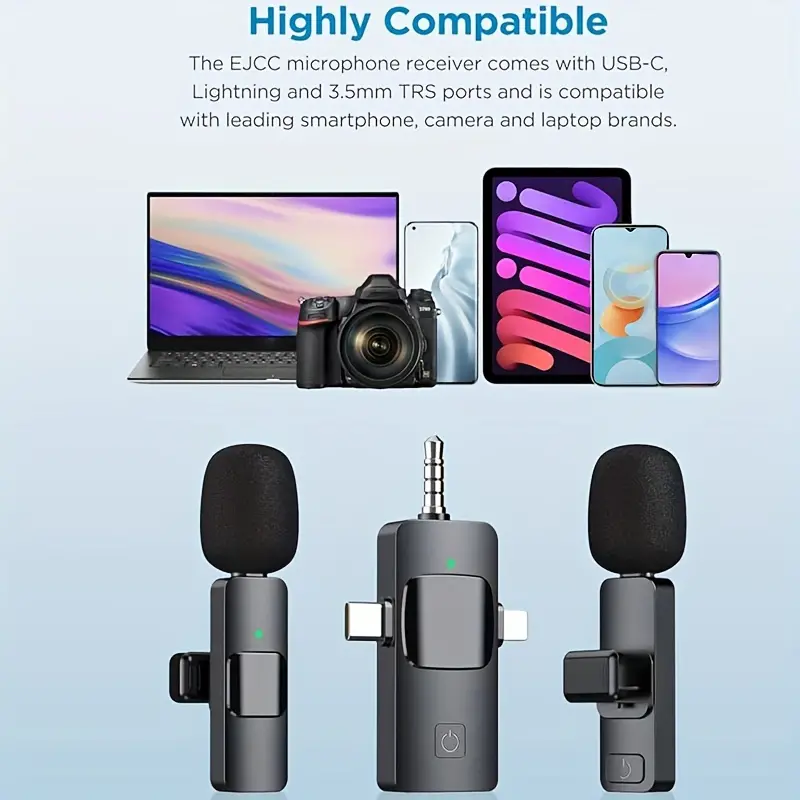 Highly Compatible
The EJCC microphone receiver comes with USB-C,
Lightning and 3.5mm TRS ports and is compatible
with leading smartphone, camera and laptop brands.